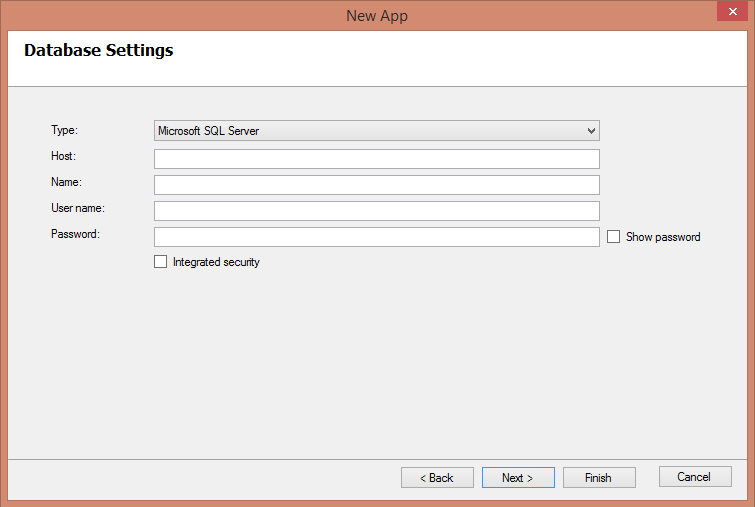 New App
Database Settings
Type: Microsoft SQL Server
Host:
Name:
User name:
Password: Show password
Integrated security
< Back Next > Finish Cancel